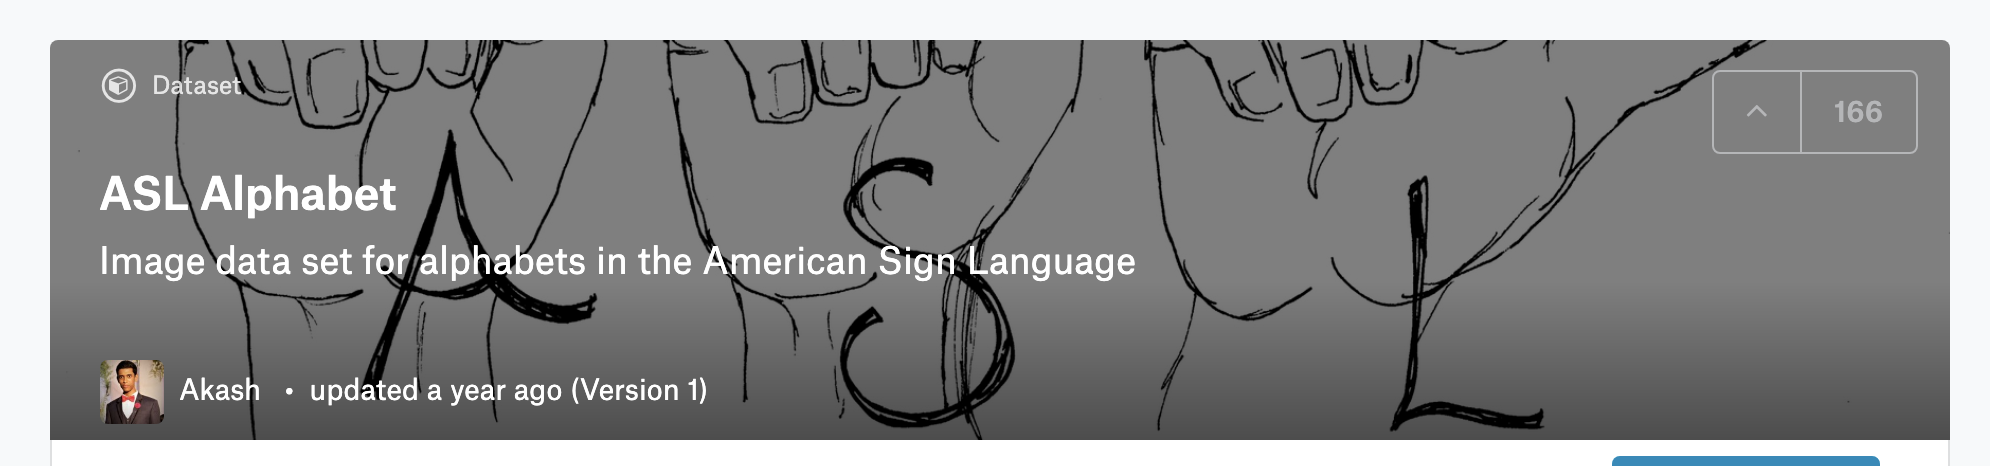 Dataset
166
ASL Alphabet
Image data set for alphabets in the American Sign Language
A S L
Akash • updated a year ago (Version 1)